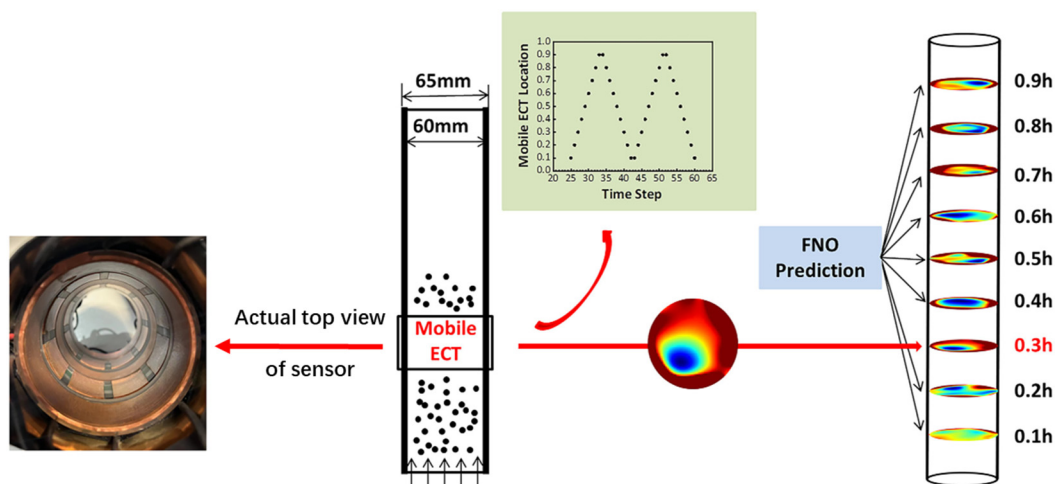 65mm
60mm
Mobile ECT Location
1.0
0.9
0.8
0.7
0.6
0.5
0.4
0.3
0.2
0.1
0.0
20 25 30 35 40 45 50 55 60 65
Time Step
Actual top view
of sensor
Mobile
ECT
FNO
Prediction
0.9h
0.8h
0.7h
0.6h
0.5h
0.4h
0.3h
0.2h
0.1h